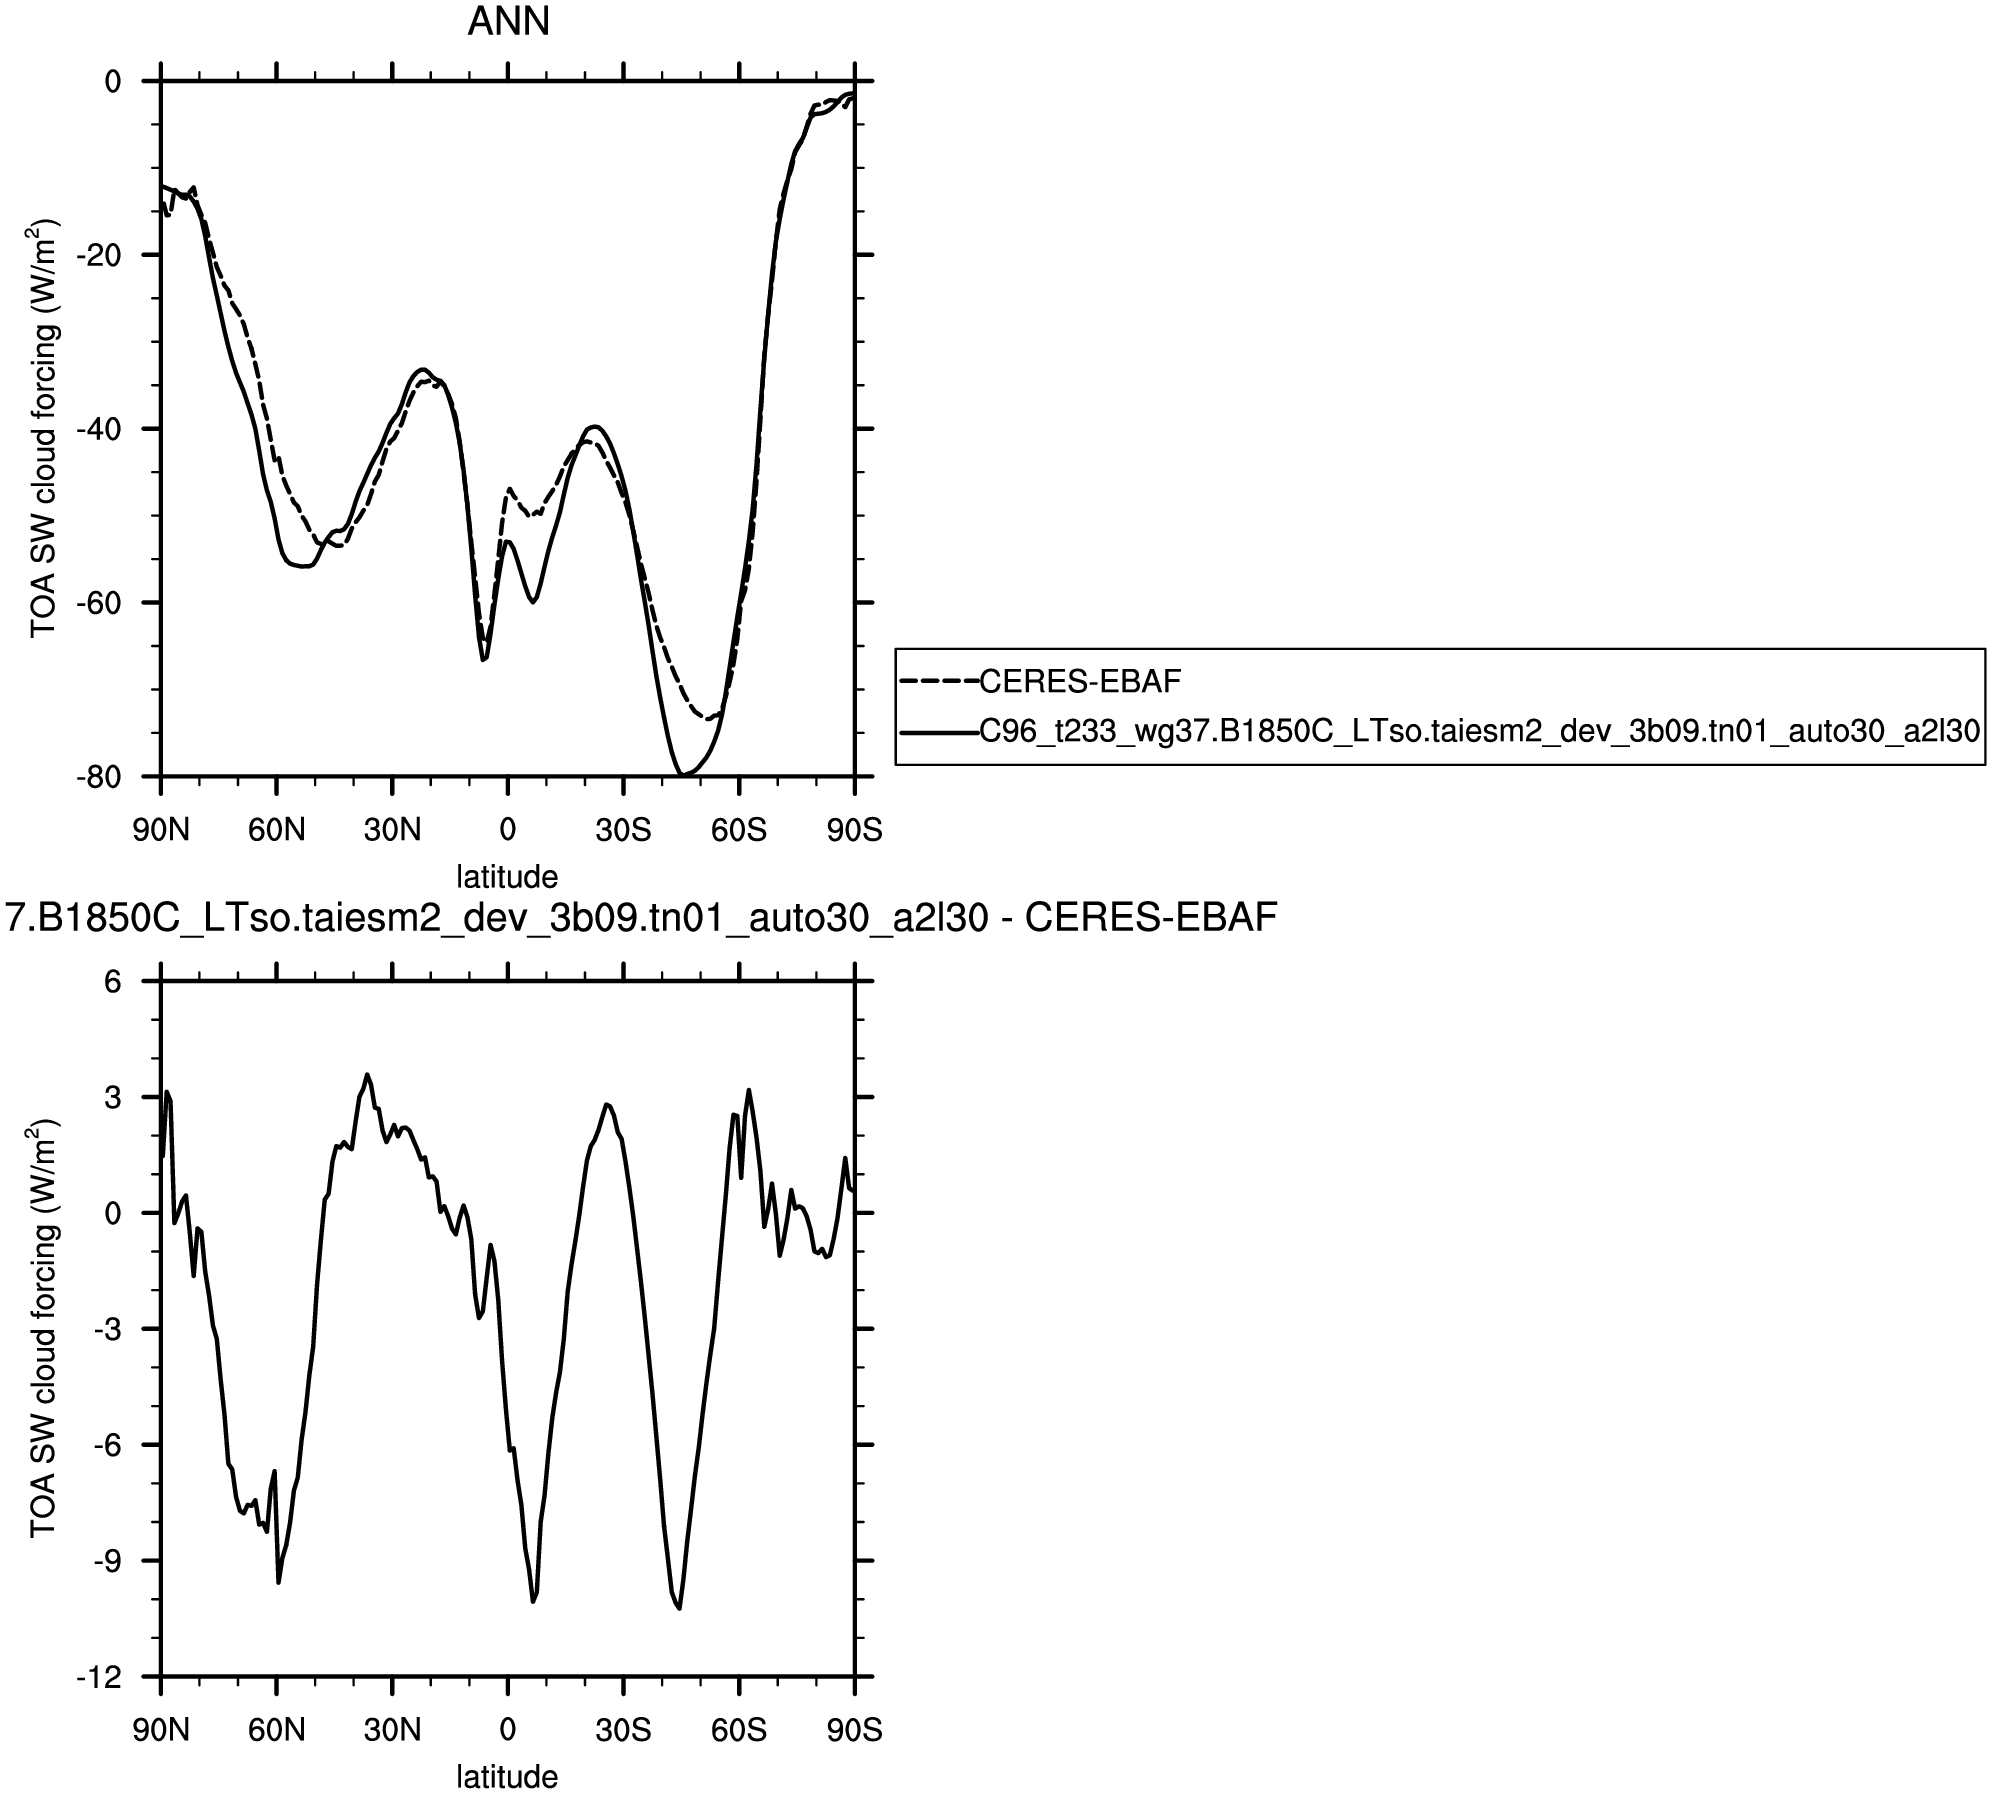 ANN
0
-20
-40
-60
-80
TOA SW cloud forcing (W/m2)
90N 60N 30N 0 30S 60S 90S
latitude
CERES-EBAF
C96_t233_wg37.B1850C_LTso.taiesm2_dev_3b09.tn01_auto30_a2l30
7.B1850C_LTso.taiesm2_dev_3b09.tn01_auto30_a2l30 - CERES-EBAF
6
3
0
-3
-6
-9
-12
TOA SW cloud forcing (W/m2)
90N 60N 30N 0 30S 60S 90S
latitude